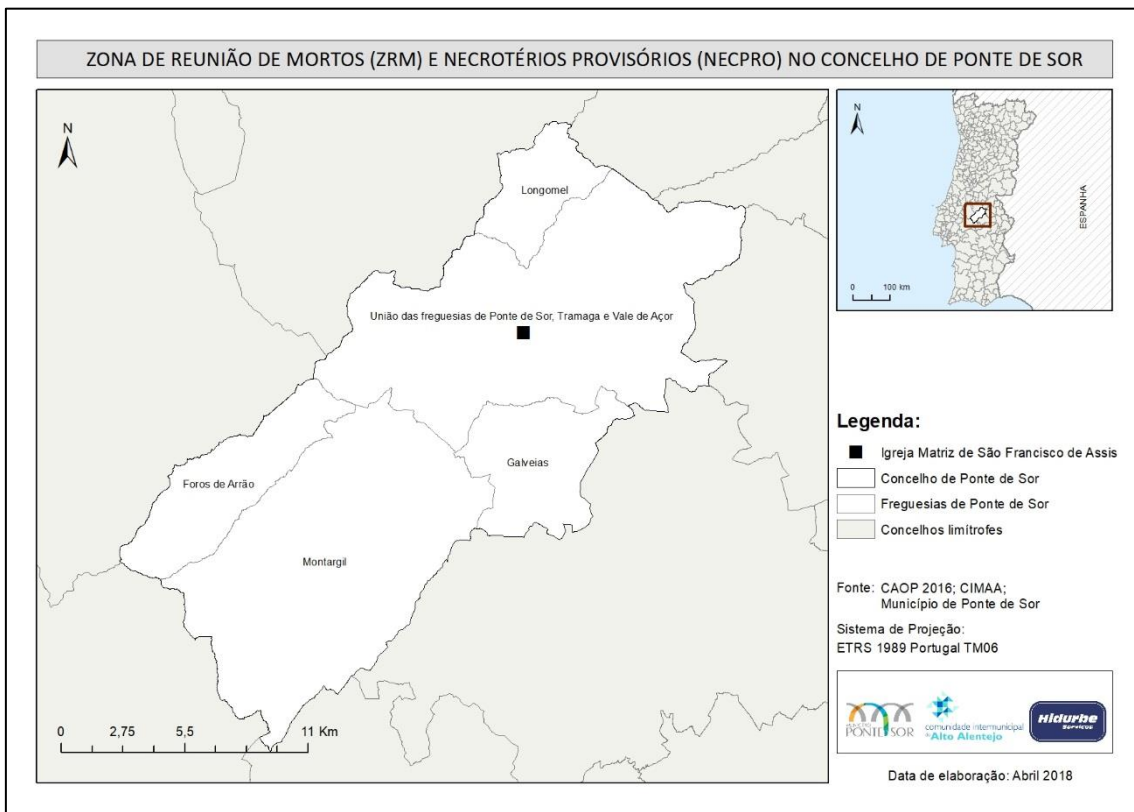 ZONA DE REUNIÃO DE MORTOS (ZRM) E NECROTÉRIOS PROVISÓRIOS (NECPRO) NO CONCELHO DE PONTE DE SOR
N
Longomel
União das freguesias de Ponte de Sor, Tramaga e Vale de Açor
Galveias
Foros de Arrão
Montargil
0 2,75 5,5 11 Km
N
ESPANHA
0 100 km
Legenda:
Igreja Matriz de São Francisco de Assis
Concelho de Ponte de Sor
Freguesias de Ponte de Sor
Concelhos limítrofes
Fonte: CAOP 2016; CIMAA;
Município de Ponte de Sor
Sistema de Projeção:
ETRS 1989 Portugal TM06
PONTE SOR
comunidade intermunicipal
do Alto Alentejo
Hidurbe
Serviços
Data de elaboração: Abril 2018